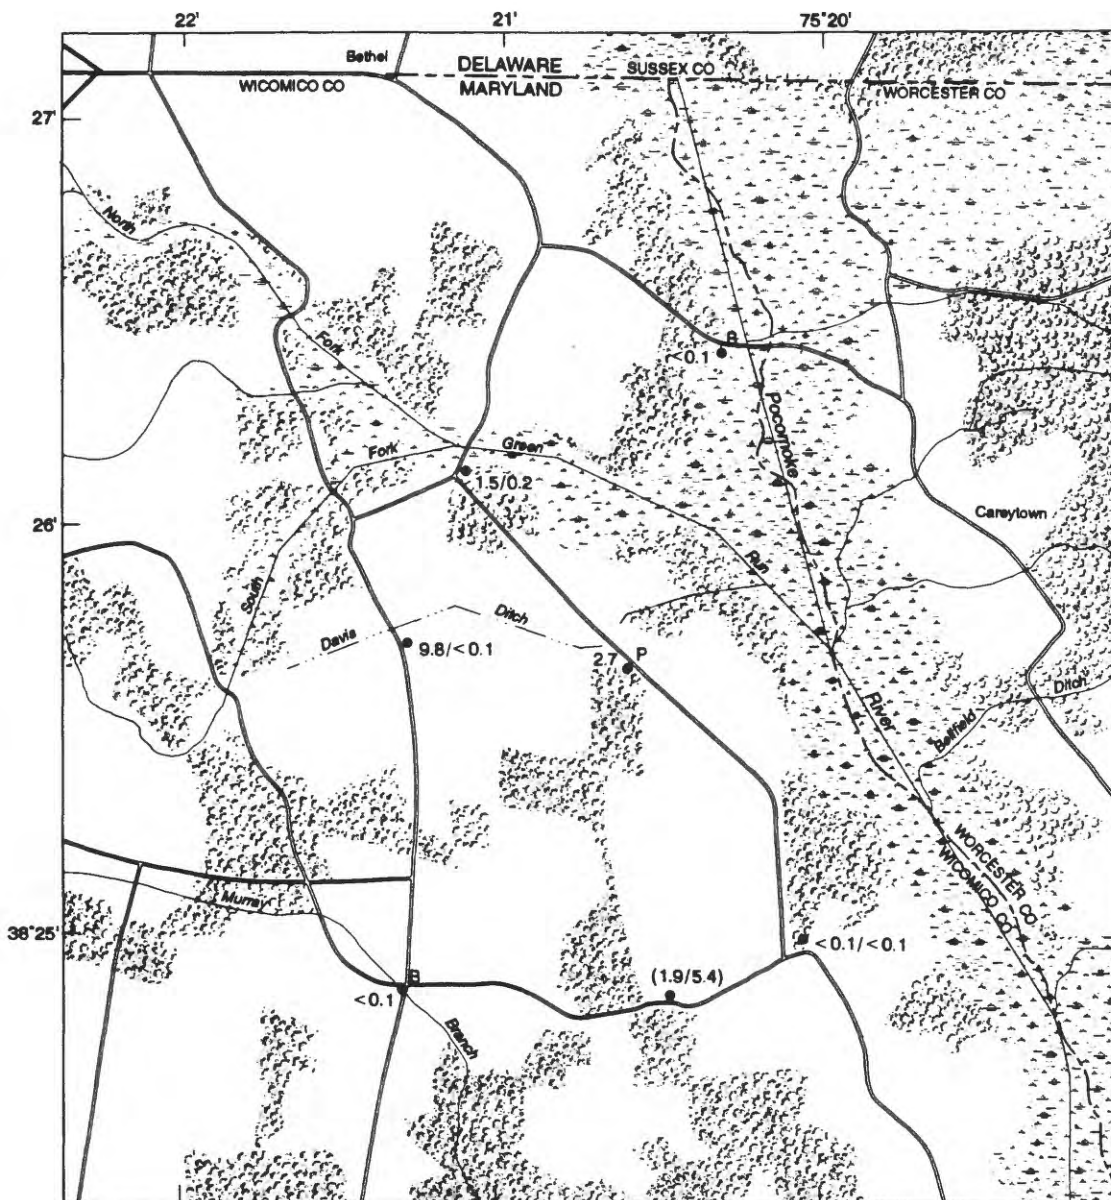 22'
21'
75°20'
Bethel
DELAWARE
SUSSEX CO
WICOMICO CO
MARYLAND
WORCESTER CO
27'
North
Fork
B
<0.1
Pocomoke
Fork
Green
1.5/0.2
26'
Careytown
South
Run
Davis
Ditch
9.8/<0.1
2.7
P
River
Bellfield
Ditch
WORCESTER CO
WICOMICO CO
Murray
38°25'
<0.1/<0.1
B
(1.9/5.4)
<0.1
Branch